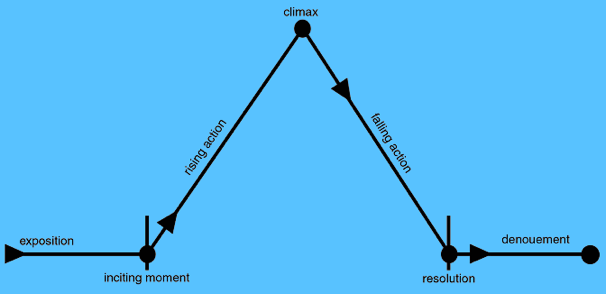 climax
rising action
falling action
exposition
inciting moment
resolution
denouement